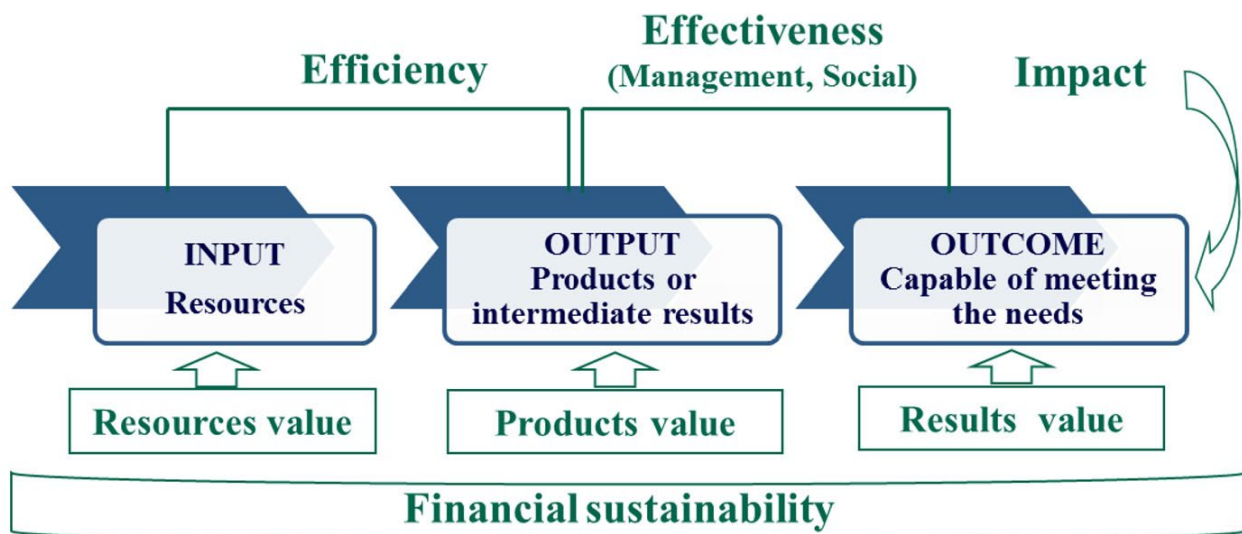 Efficiency
Effectiveness
(Management, Social)
Impact
INPUT
Resources
OUTPUT
Products or
intermediate results
OUTCOME
Capable of meeting
the needs
Resources value
Products value
Results value
Financial sustainability